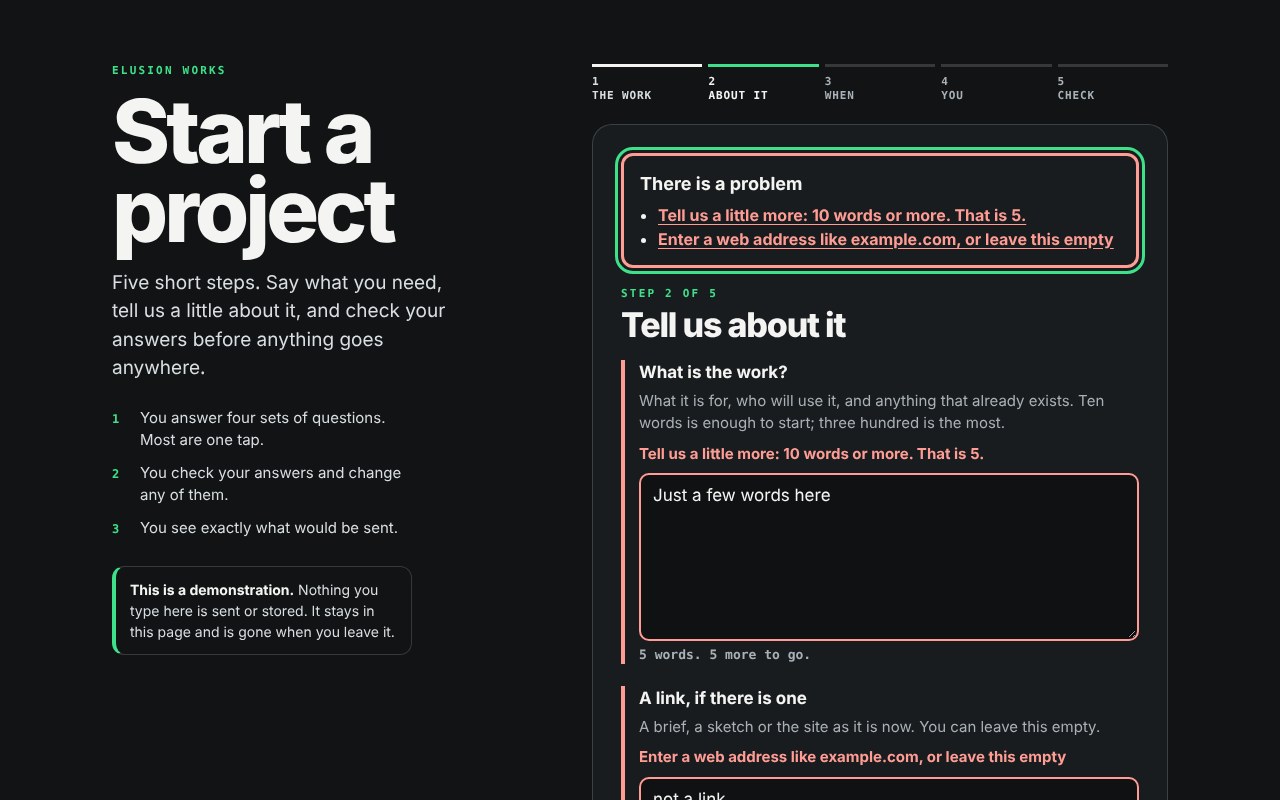 ELUSION WORKS
Start a
project
Five short steps. Say what you need,
tell us a little about it, and check your
answers before anything goes
anywhere.
1 You answer four sets of questions.
Most are one tap.
2 You check your answers and change
any of them.
3 You see exactly what would be sent.
This is a demonstration. Nothing you
type here is sent or stored. It stays in
this page and is gone when you leave it.
1 2 3 4 5
THE WORK ABOUT IT WHEN YOU CHECK
There is a problem
• Tell us a little more: 10 words or more. That is 5.
• Enter a web address like example.com, or leave this empty
STEP 2 OF 5
Tell us about it
What is the work?
What it is for, who will use it, and anything that already exists. Ten
words is enough to start; three hundred is the most.
Tell us a little more: 10 words or more. That is 5.
Just a few words here
5 words. 5 more to go.
A link, if there is one
A brief, a sketch or the site as it is now. You can leave this empty.
Enter a web address like example.com, or leave this empty
not a link